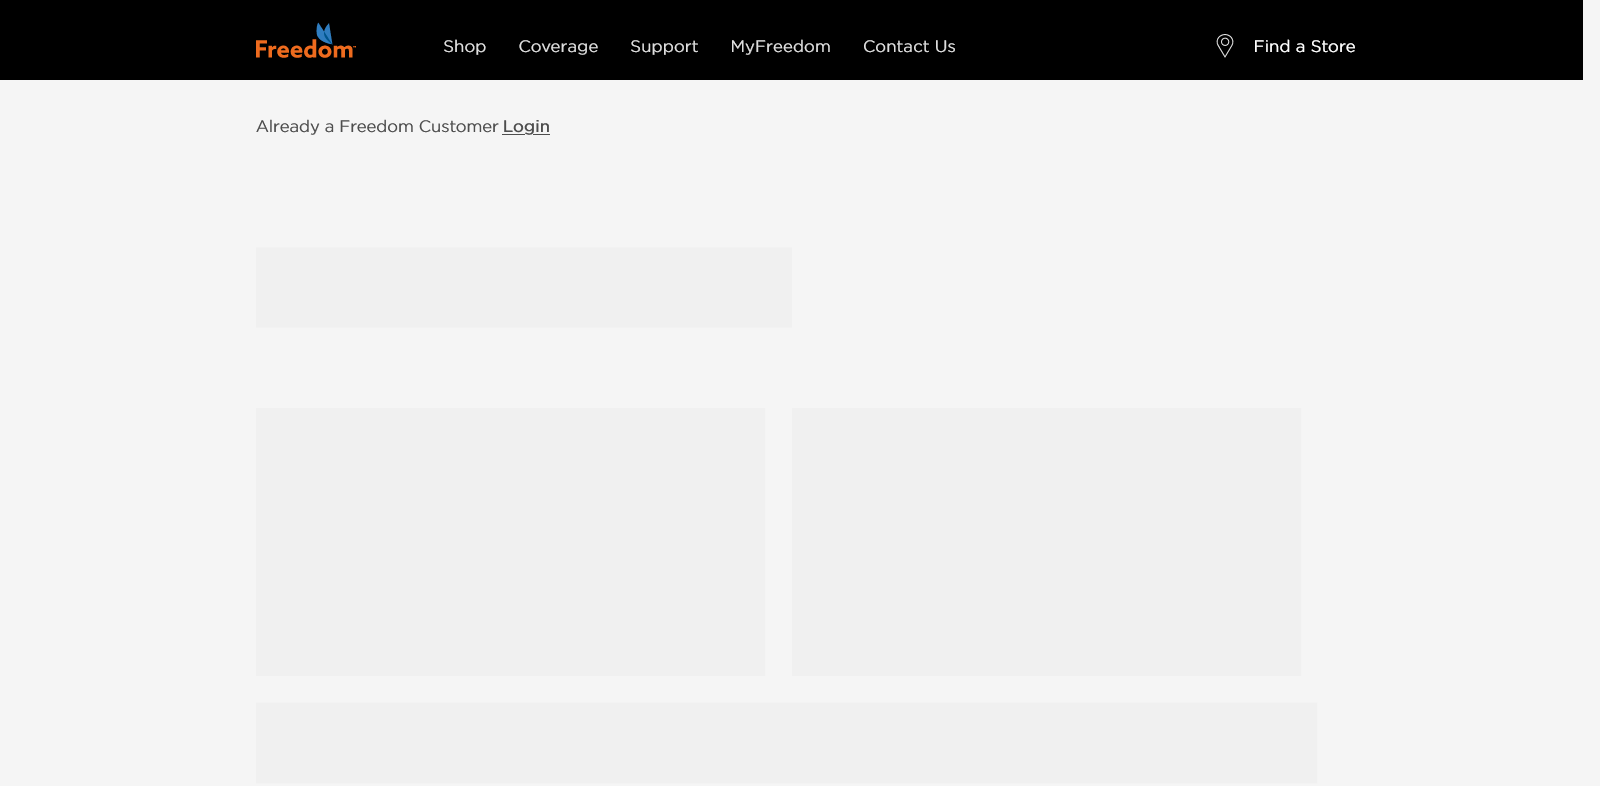 Freedom
Shop
Coverage
Support
MyFreedom
Contact Us
Find a Store
Already a Freedom Customer Login